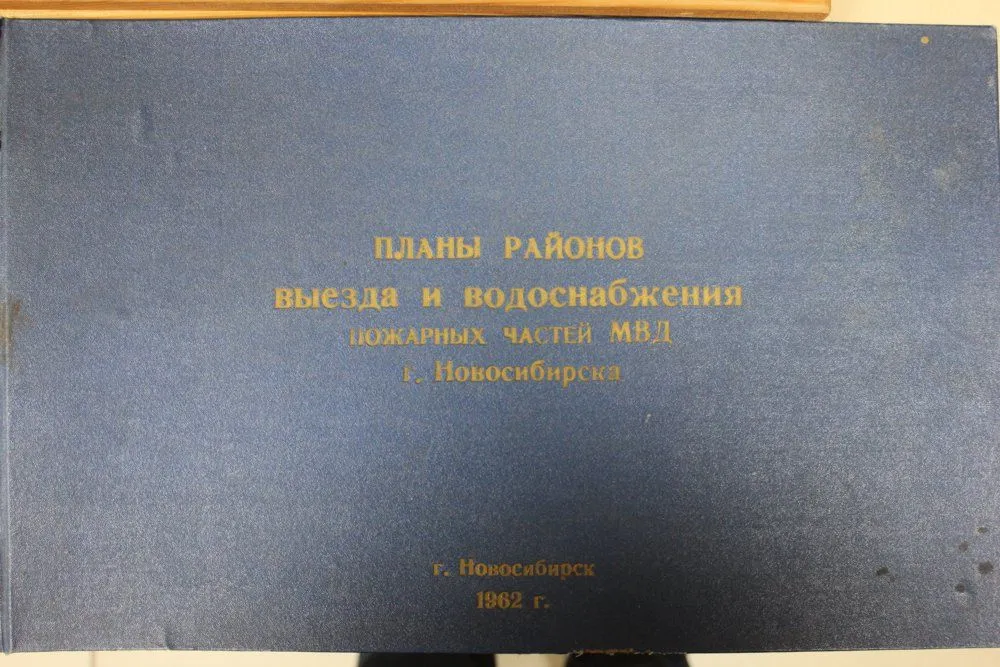 ПЛАНЫ РАЙОНОВ
ВЫЕЗДА И ВОДОСНАБЖЕНИЯ
ПОЖАРНЫХ ЧАСТЕЙ МВД
г. Новосибирска
г. Новосибирск
1962 г.